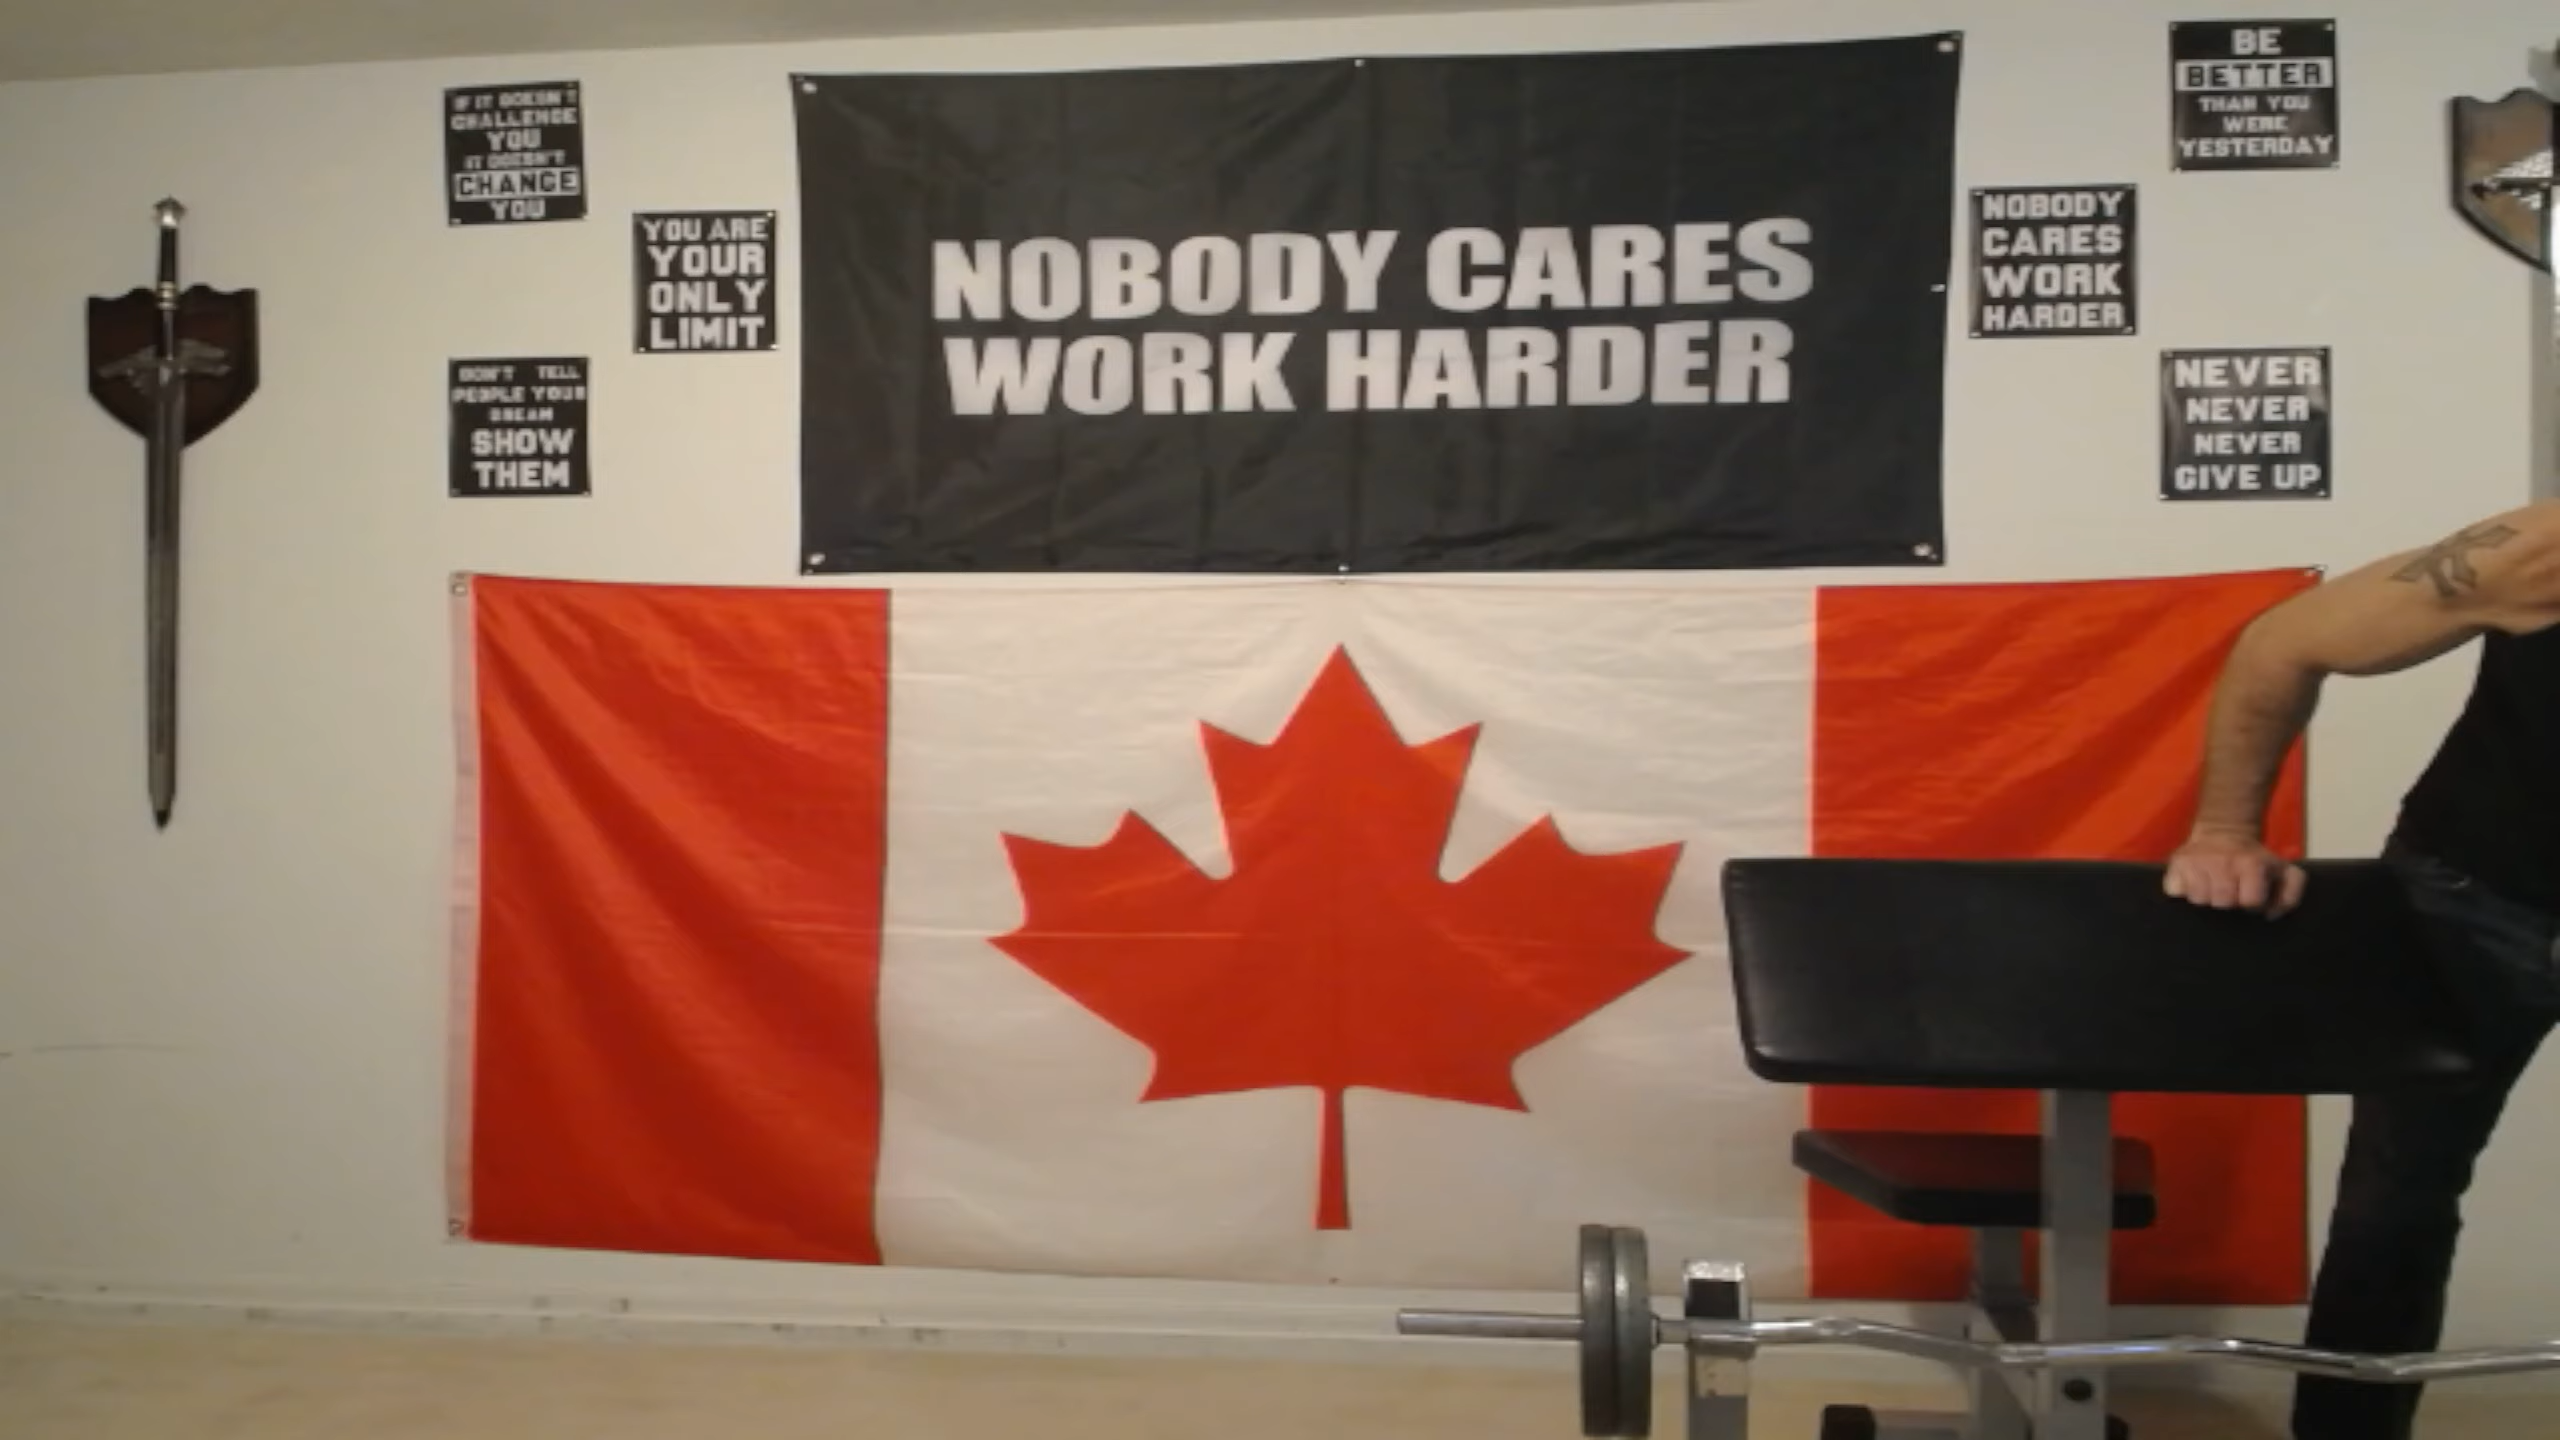 IF IT DOESN'T
CHALLENGE
YOU
IT DOESN'T
CHANGE
YOU
YOU ARE
YOUR
ONLY
LIMIT
DON'T TELL
PEOPLE YOUR
DREAM
SHOW
THEM
NOBODY CARES
WORK HARDER
BE
BETTER
THAN YOU
WERE
YESTERDAY
NOBODY
CARES
WORK
HARDER
NEVER
NEVER
NEVER
GIVE UP